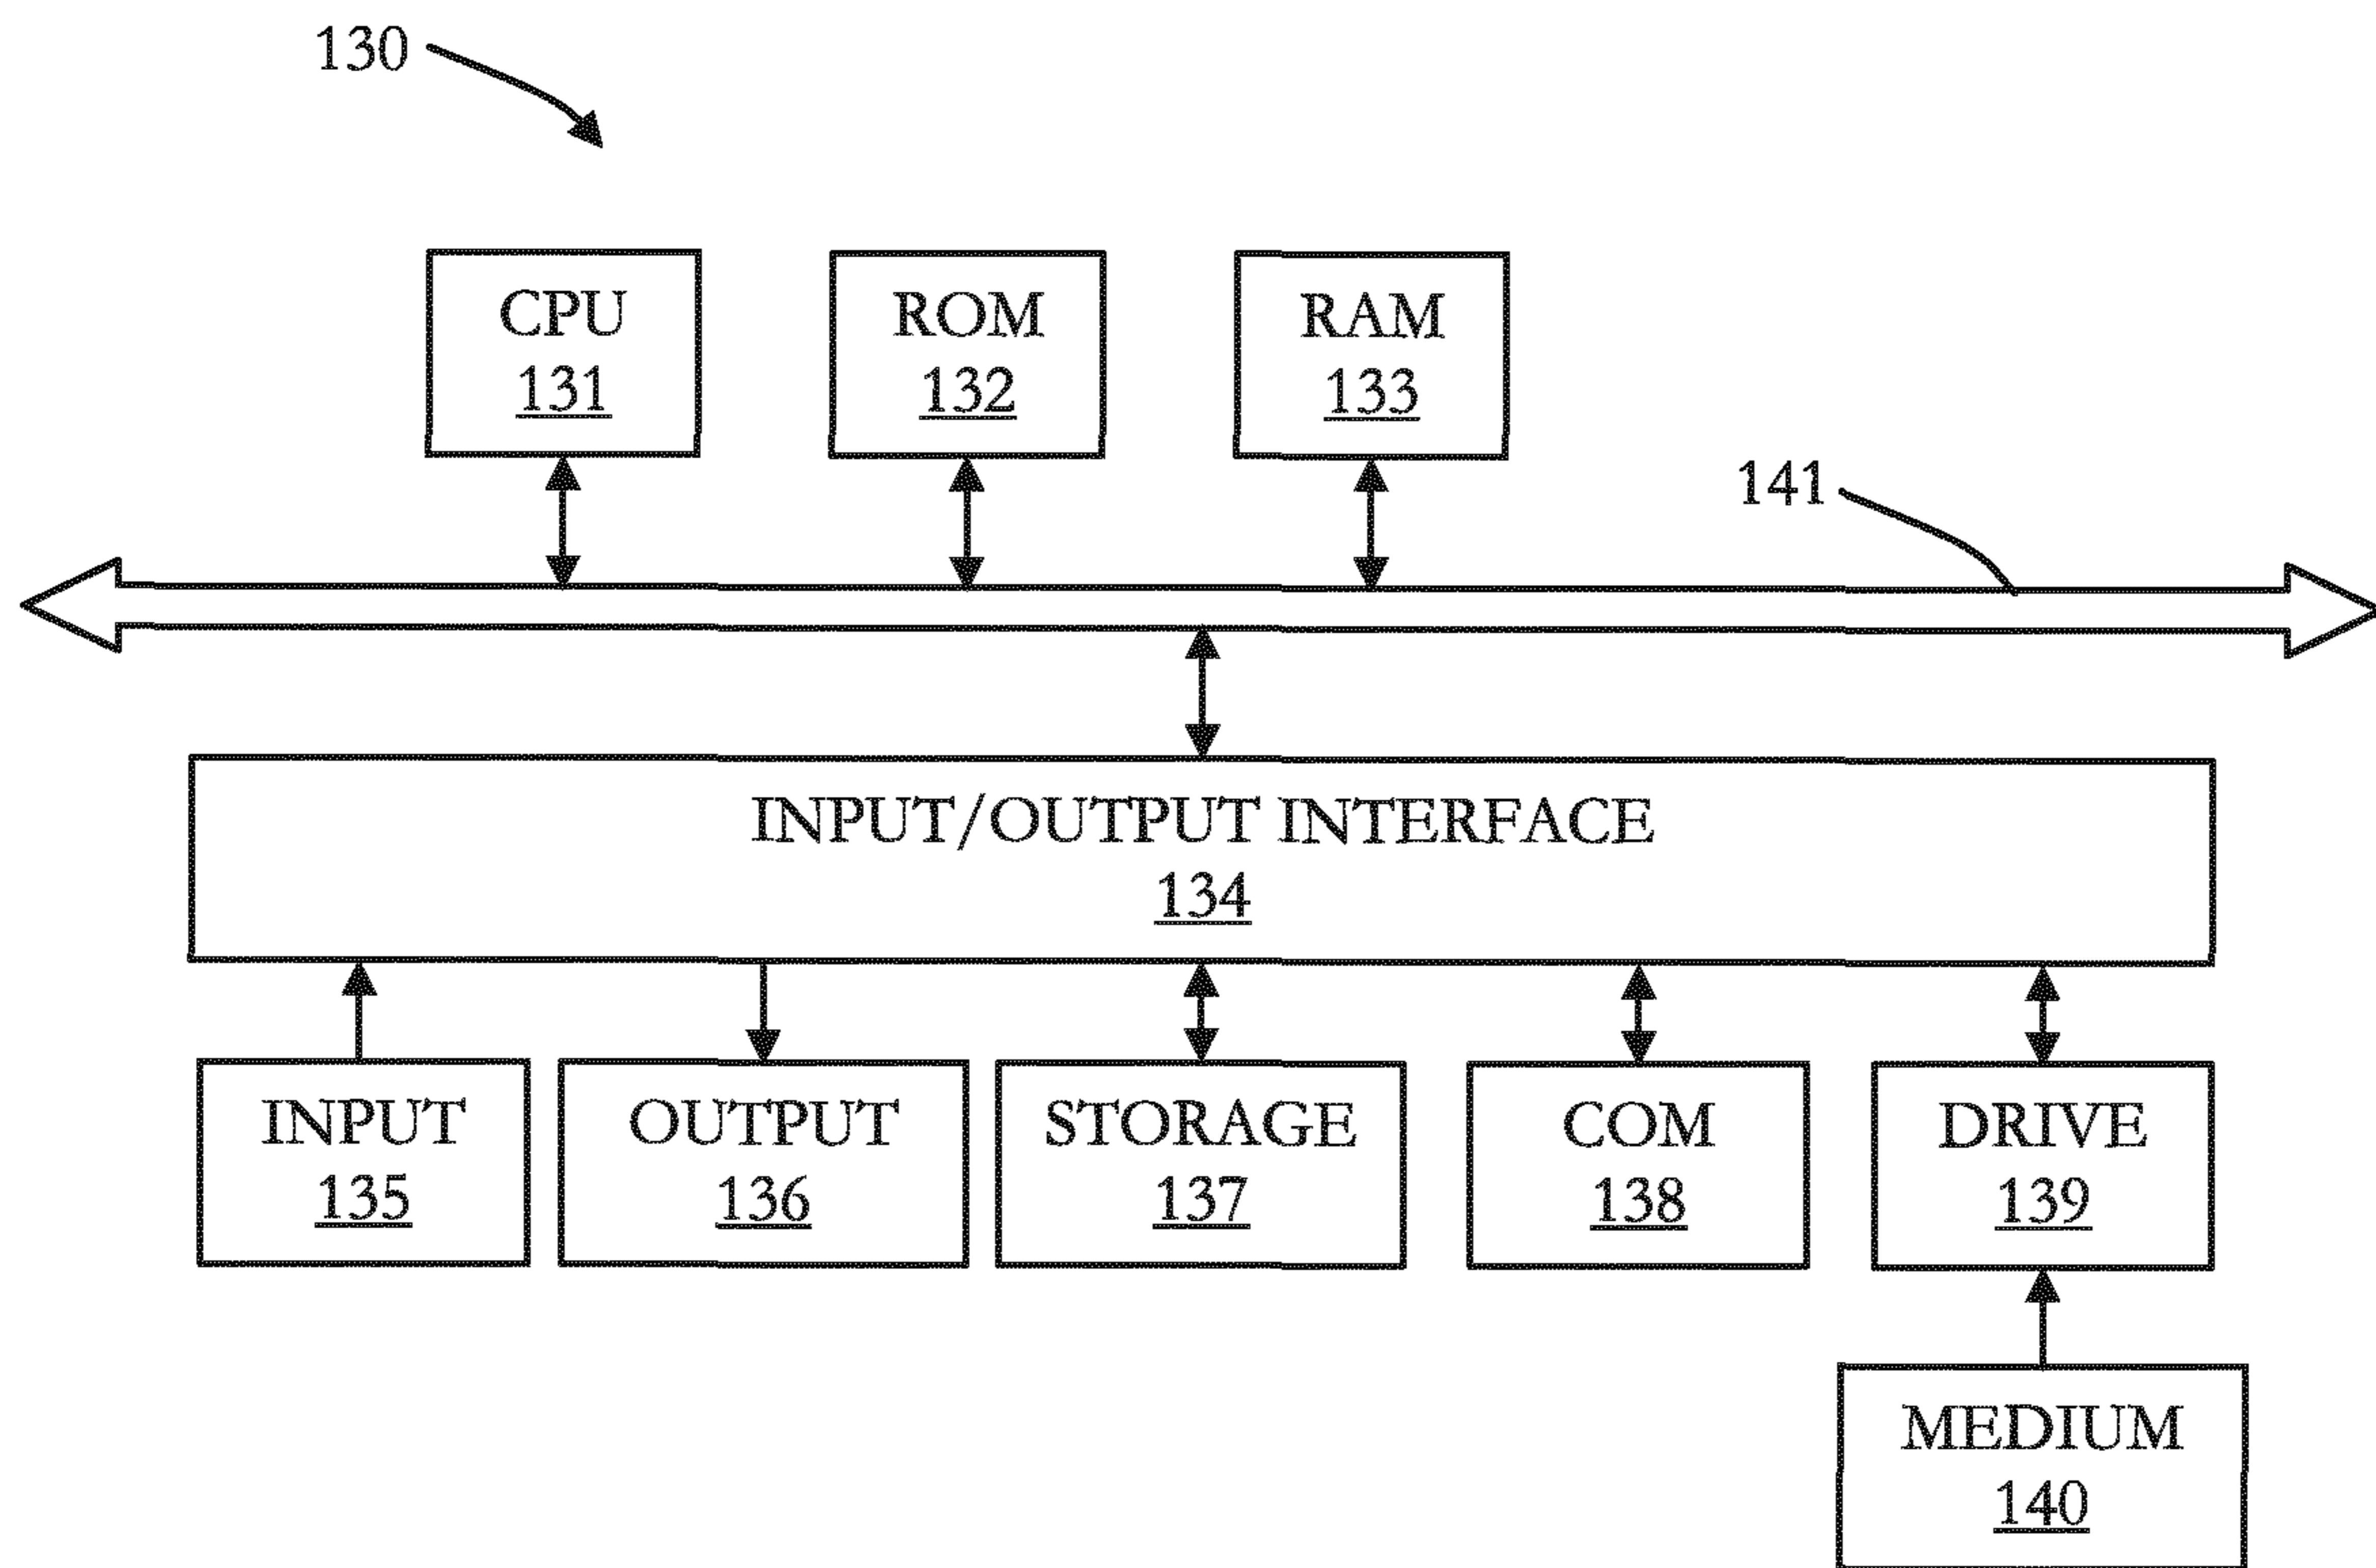 130
CPU
131
ROM
132
RAM
133
141
INPUT/OUTPUT INTERFACE
134
INPUT
135
OUTPUT
136
STORAGE
137
COM
138
DRIVE
139
MEDIUM
140